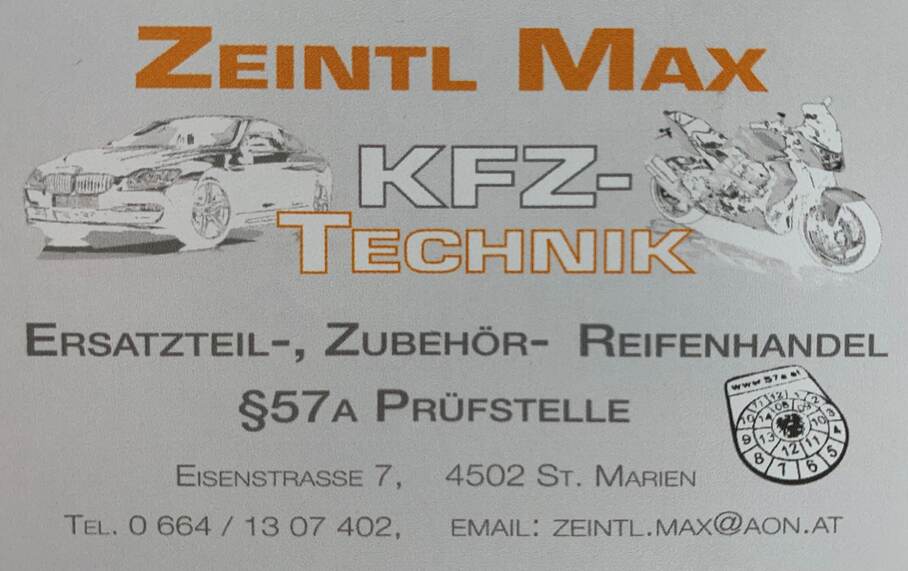 Zeintl Max
KFZ-
Technik
Ersatzteil-, Zubehör- Reifenhandel
§57a Prüfstelle
www.57a.at
Eisenstrasse 7, 4502 St. Marien
Tel. 0 664 / 13 07 402, email: zeintl.max@aon.at